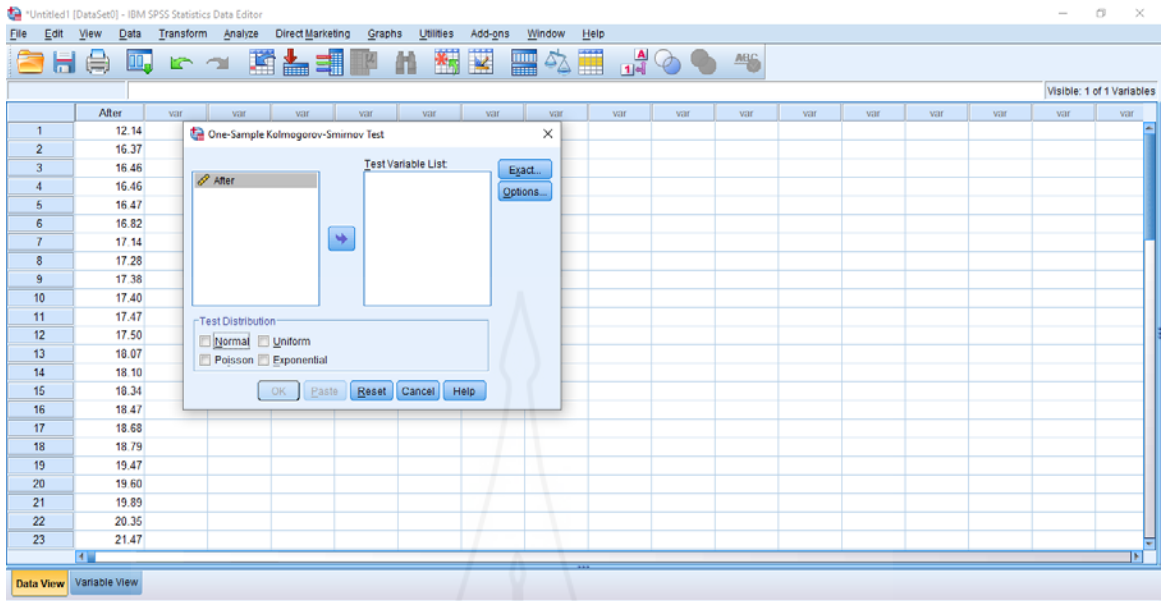 *Untitled1 [DataSet0] - IBM SPSS Statistics Data Editor
File Edit View Data Transform Analyze Direct Marketing Graphs Utilities Add-ons Window Help
Visible: 1 of 1 Variables
After var var var var var var var var var var var var var var var var
1 12.14
2 16.37
3 16.46
4 16.46
5 16.47
6 16.82
7 17.14
8 17.28
9 17.38
10 17.40
11 17.47
12 17.50
13 18.07
14 18.10
15 18.34
16 18.47
17 18.68
18 18.79
19 19.47
20 19.60
21 19.89
22 20.35
23 21.47
One-Sample Kolmogorov-Smirnov Test
Test Variable List:
After
Exact...
Options...
Test Distribution
Normal Uniform
Poisson Exponential
OK Paste Reset Cancel Help
Data View Variable View